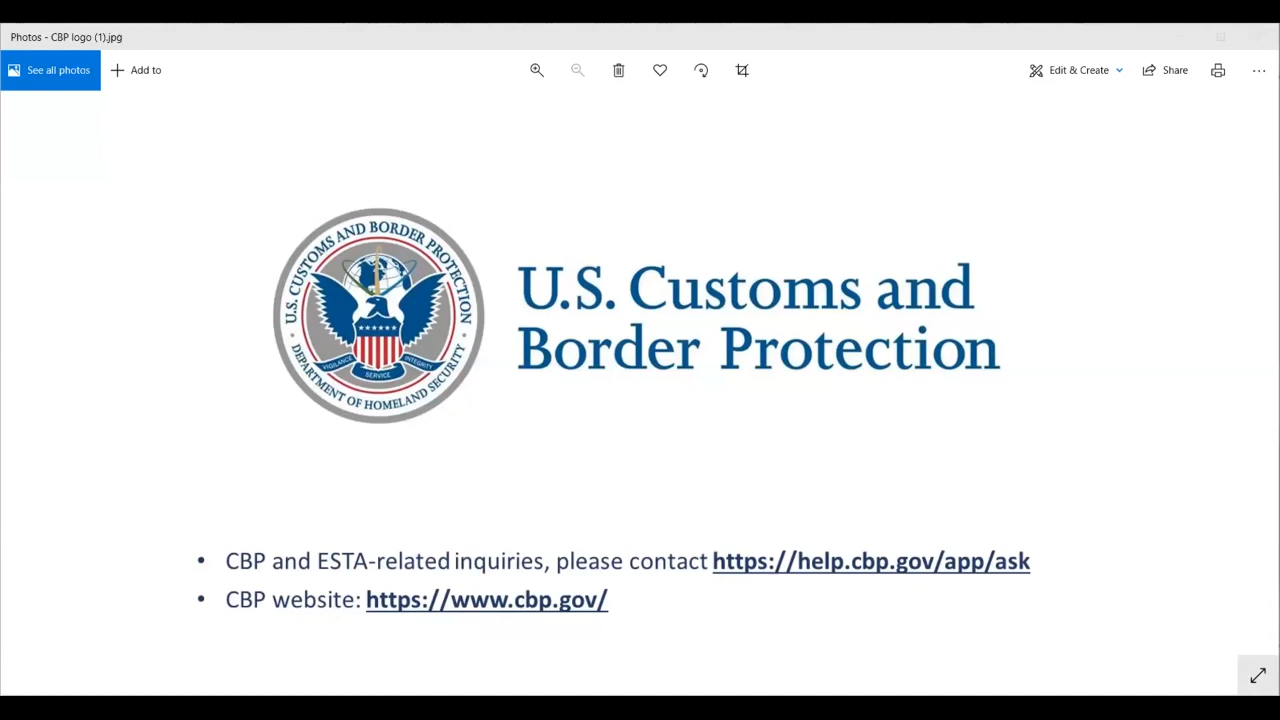 Photos - CBP logo (1).jpg
See all photos
Add to
Edit & Create
Share
U.S. CUSTOMS AND BORDER PROTECTION
DEPARTMENT OF HOMELAND SECURITY
VIGILANCE
SERVICE
INTEGRITY
U.S. Customs and
Border Protection
• CBP and ESTA-related inquiries, please contact https://help.cbp.gov/app/ask
• CBP website: https://www.cbp.gov/